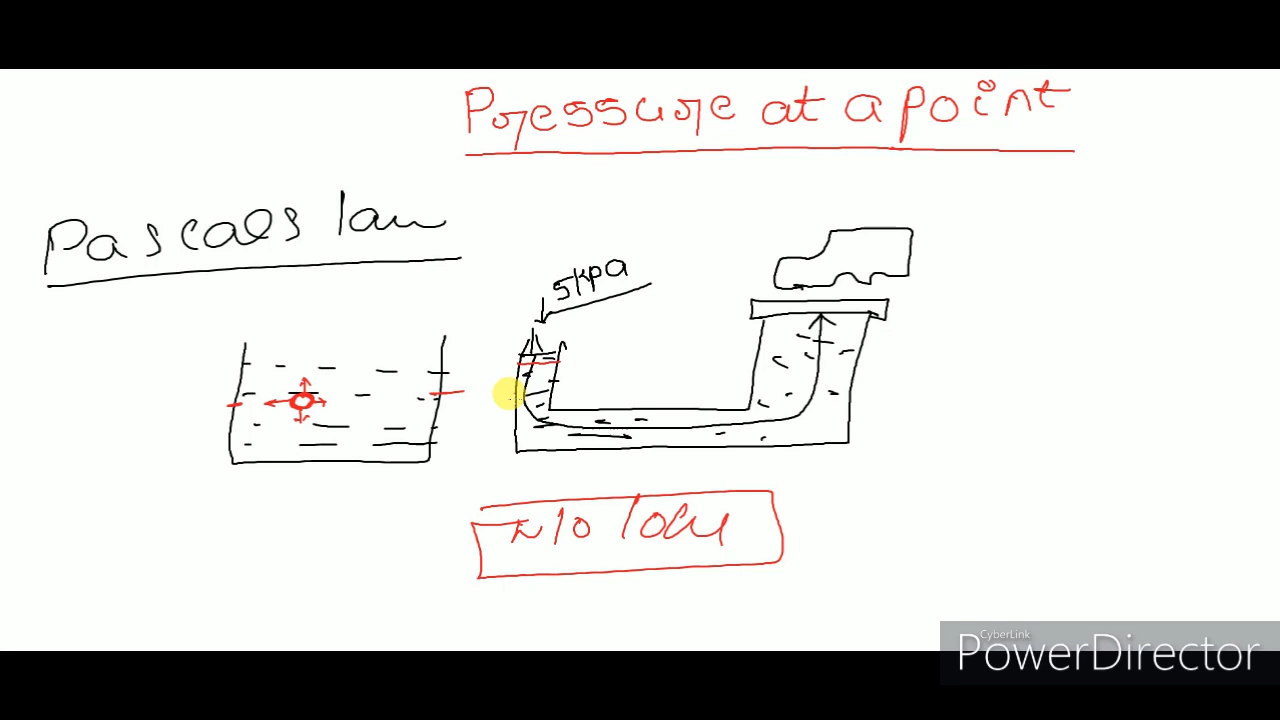 Pressure at a point
Pascals law
5kpa
CyberLink
PowerDirector